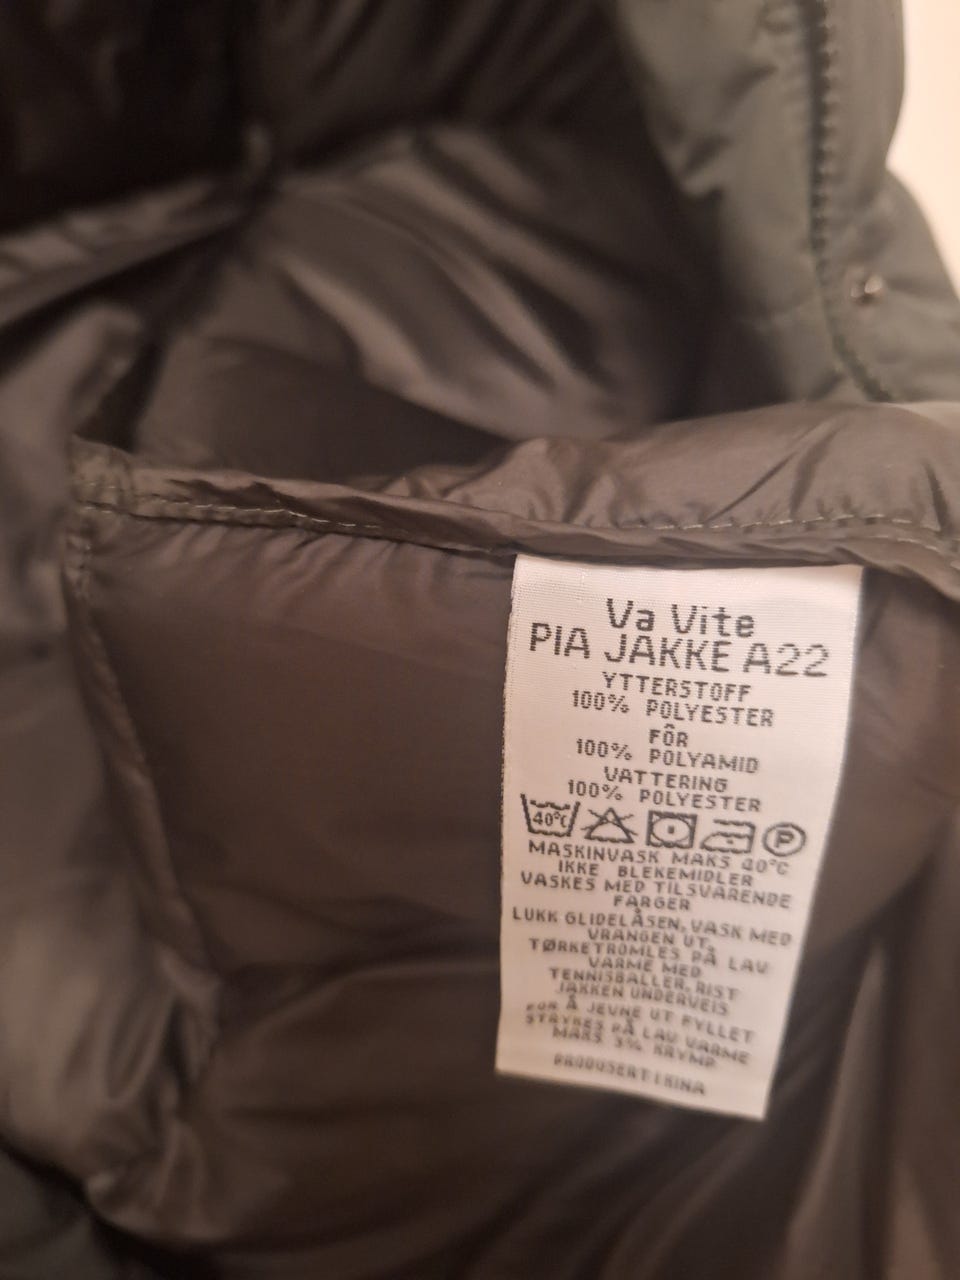 Va Vite
PIA JAKKE A22
YTTERSTOFF
100% POLYESTER
FÔR
100% POLYAMID
VATTERING
100% POLYESTER
40°C P
MASKINVASK MAKS 40°C
IKKE BLEKEMIDLER
VASKES MED TILSVARENDE
FARGER
LUKK GLIDELÅSEN, VASK MED
VRANGEN UT,
TØRKETROMLES PÅ LAV
VARME MED
TENNISBALLER, RIST
JAKKEN UNDERVEIS
FOR Å JEVNE UT FYLLET
STRYKES PÅ LAV VARME
MAKS 3% KRYMP
PRODUSERT I KINA